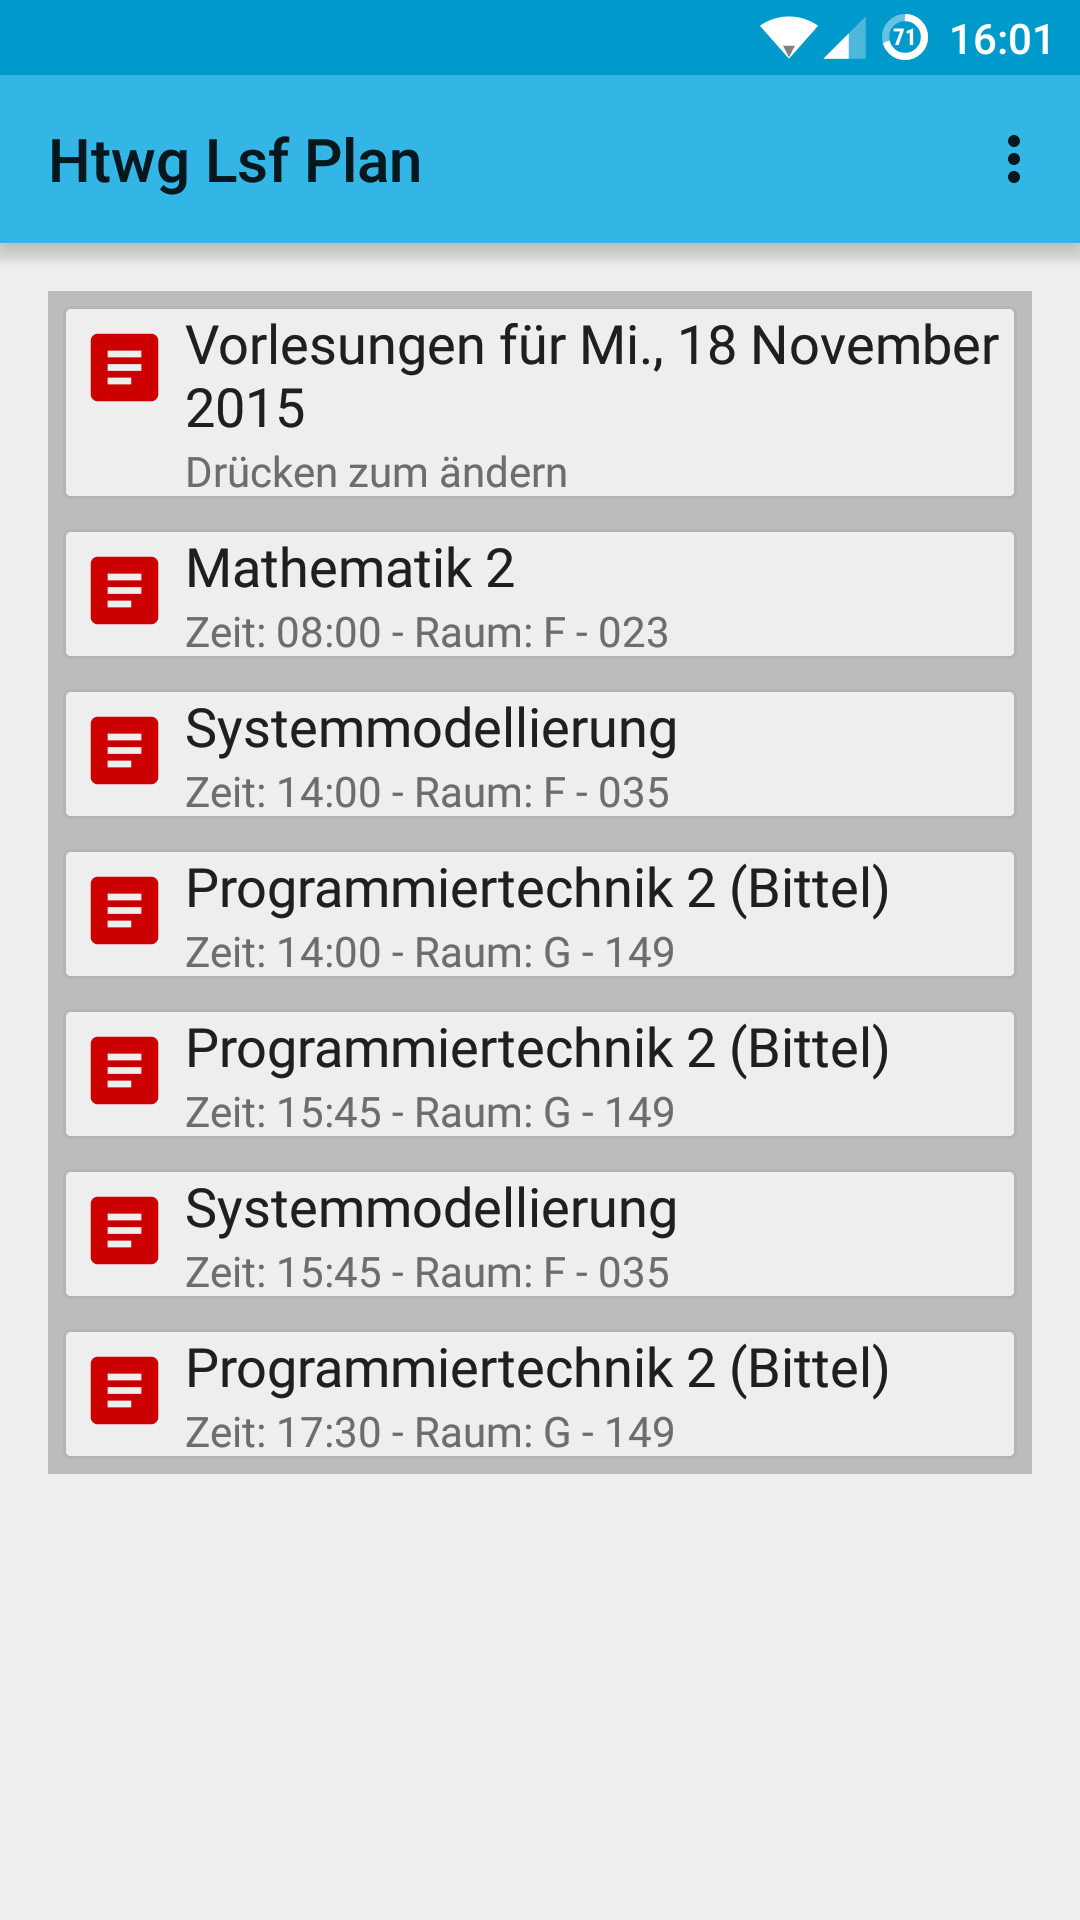 71 16:01
Htwg Lsf Plan
Vorlesungen für Mi., 18 November
2015
Drücken zum ändern
Mathematik 2
Zeit: 08:00 - Raum: F - 023
Systemmodellierung
Zeit: 14:00 - Raum: F - 035
Programmiertechnik 2 (Bittel)
Zeit: 14:00 - Raum: G - 149
Programmiertechnik 2 (Bittel)
Zeit: 15:45 - Raum: G - 149
Systemmodellierung
Zeit: 15:45 - Raum: F - 035
Programmiertechnik 2 (Bittel)
Zeit: 17:30 - Raum: G - 149